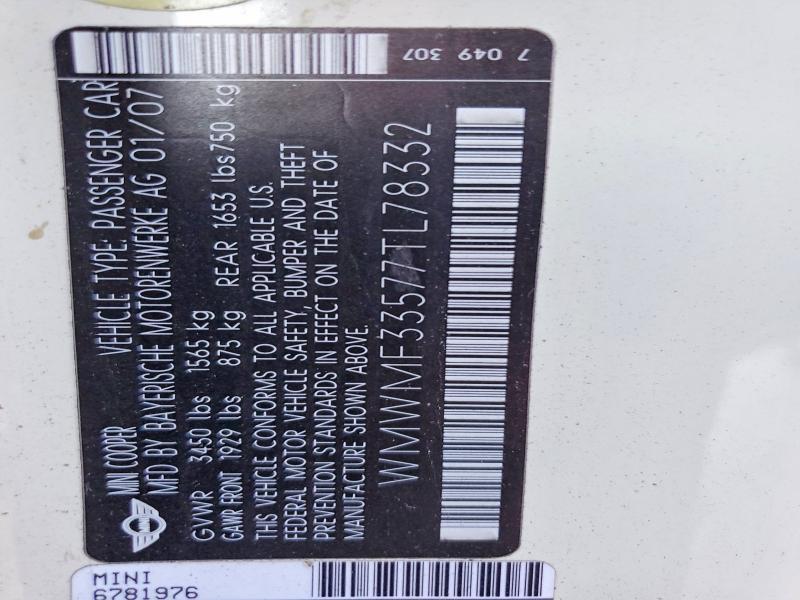 MINI COOPER VEHICLE TYPE: PASSENGER CAR
MFD BY BAYERISCHE MOTORENWERKE AG 01/07
GVWR 3450 lbs 1565 kg
GAWR FRONT 1929 lbs 875 kg REAR 1653 lbs 750 kg
THIS VEHICLE CONFORMS TO ALL APPLICABLE U.S.
FEDERAL MOTOR VEHICLE SAFETY, BUMPER AND THEFT
PREVENTION STANDARDS IN EFFECT ON THE DATE OF
MANUFACTURE SHOWN ABOVE.
WMWMF33577TL78332
7 049 307
MINI
6781976